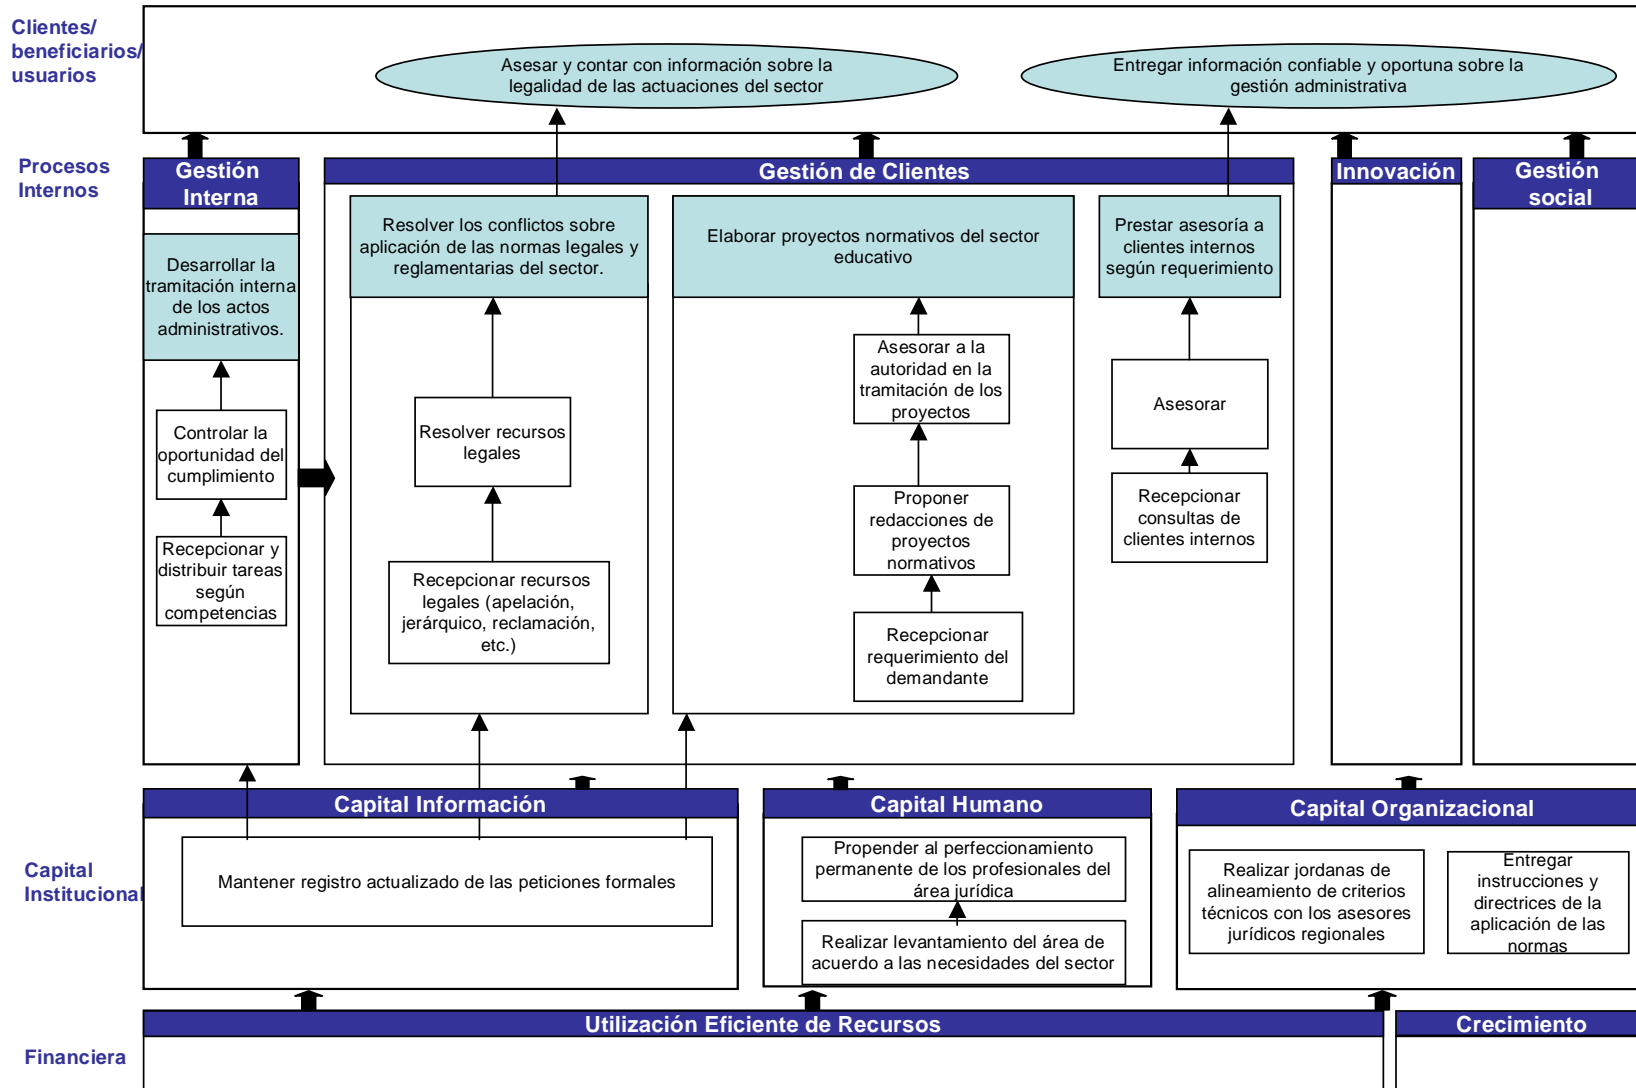 Clientes/
beneficiarios/
usuarios
Asesar y contar con información sobre la
legalidad de las actuaciones del sector
Entregar información confiable y oportuna sobre la
gestión administrativa
Procesos
Internos
Gestión
Interna
Gestión de Clientes
Innovación
Gestión
social
Desarrollar la
tramitación interna
de los actos
administrativos.
Controlar la
oportunidad del
cumplimiento
Recepcionar y
distribuir tareas
según
competencias
Resolver los conflictos sobre
aplicación de las normas legales y
reglamentarias del sector.
Resolver recursos
legales
Recepcionar recursos
legales (apelación,
jerárquico, reclamación,
etc.)
Elaborar proyectos normativos del sector
educativo
Asesorar a la
autoridad en la
tramitación de los
proyectos
Proponer
redacciones de
proyectos
normativos
Recepcionar
requerimiento del
demandante
Prestar asesoría a
clientes internos
según requerimiento
Asesorar
Recepcionar
consultas de
clientes internos
Capital
Institucional
Capital Información
Mantener registro actualizado de las peticiones formales
Capital Humano
Propender al perfeccionamiento
permanente de los profesionales del
área jurídica
Realizar levantamiento del área de
acuerdo a las necesidades del sector
Capital Organizacional
Realizar jordanas de
alineamiento de criterios
técnicos con los asesores
jurídicos regionales
Entregar
instrucciones y
directrices de la
aplicación de las
normas
Financiera
Utilización Eficiente de Recursos
Crecimiento